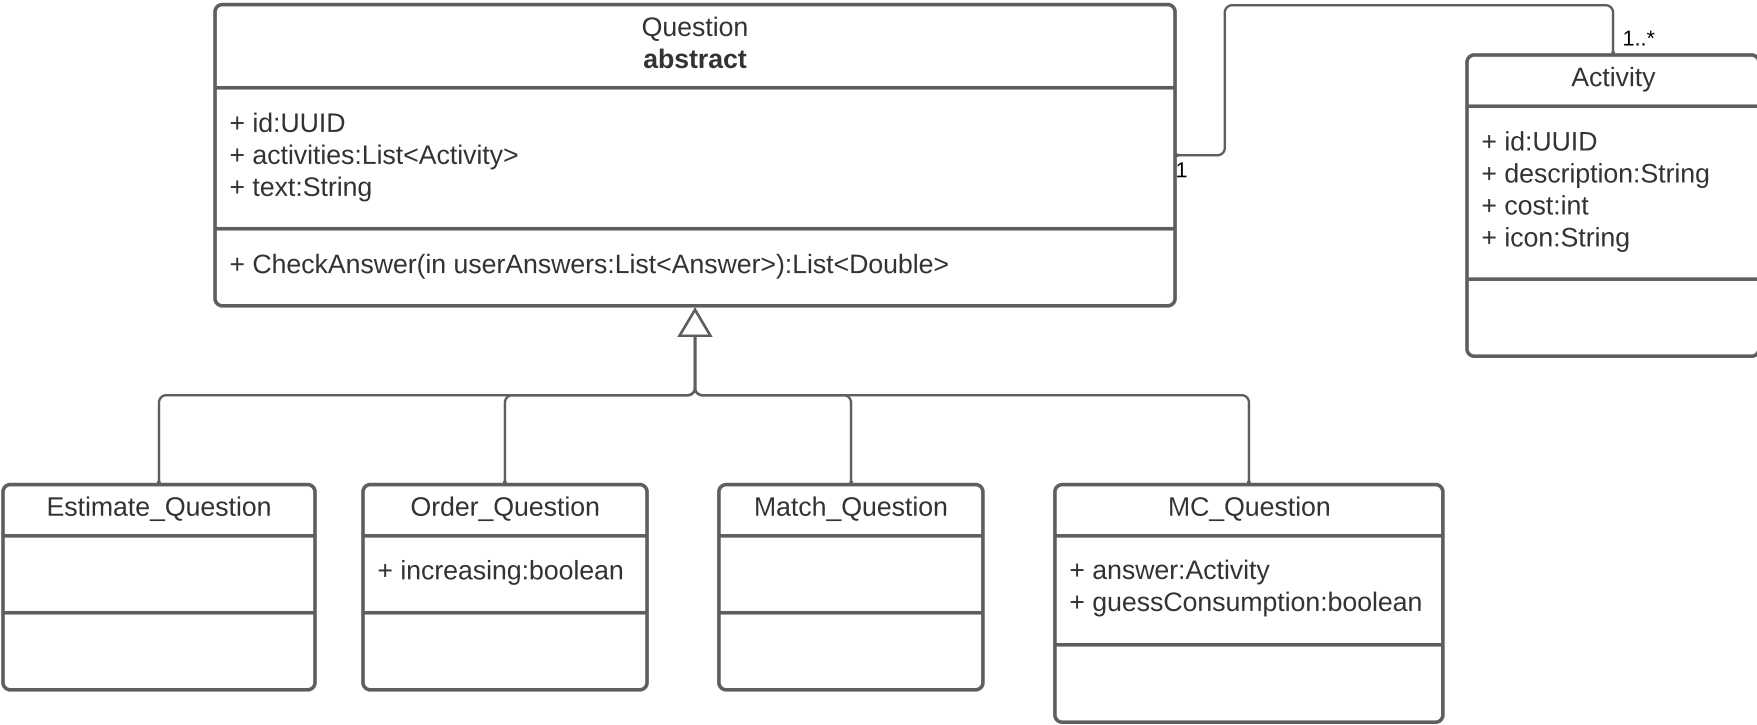 Question
abstract
+ id:UUID
+ activities:List<Activity>
+ text:String
+ CheckAnswer(in userAnswers:List<Answer>):List<Double>
1
1..*
Activity
+ id:UUID
+ description:String
+ cost:int
+ icon:String
Estimate_Question
Order_Question
+ increasing:boolean
Match_Question
MC_Question
+ answer:Activity
+ guessConsumption:boolean